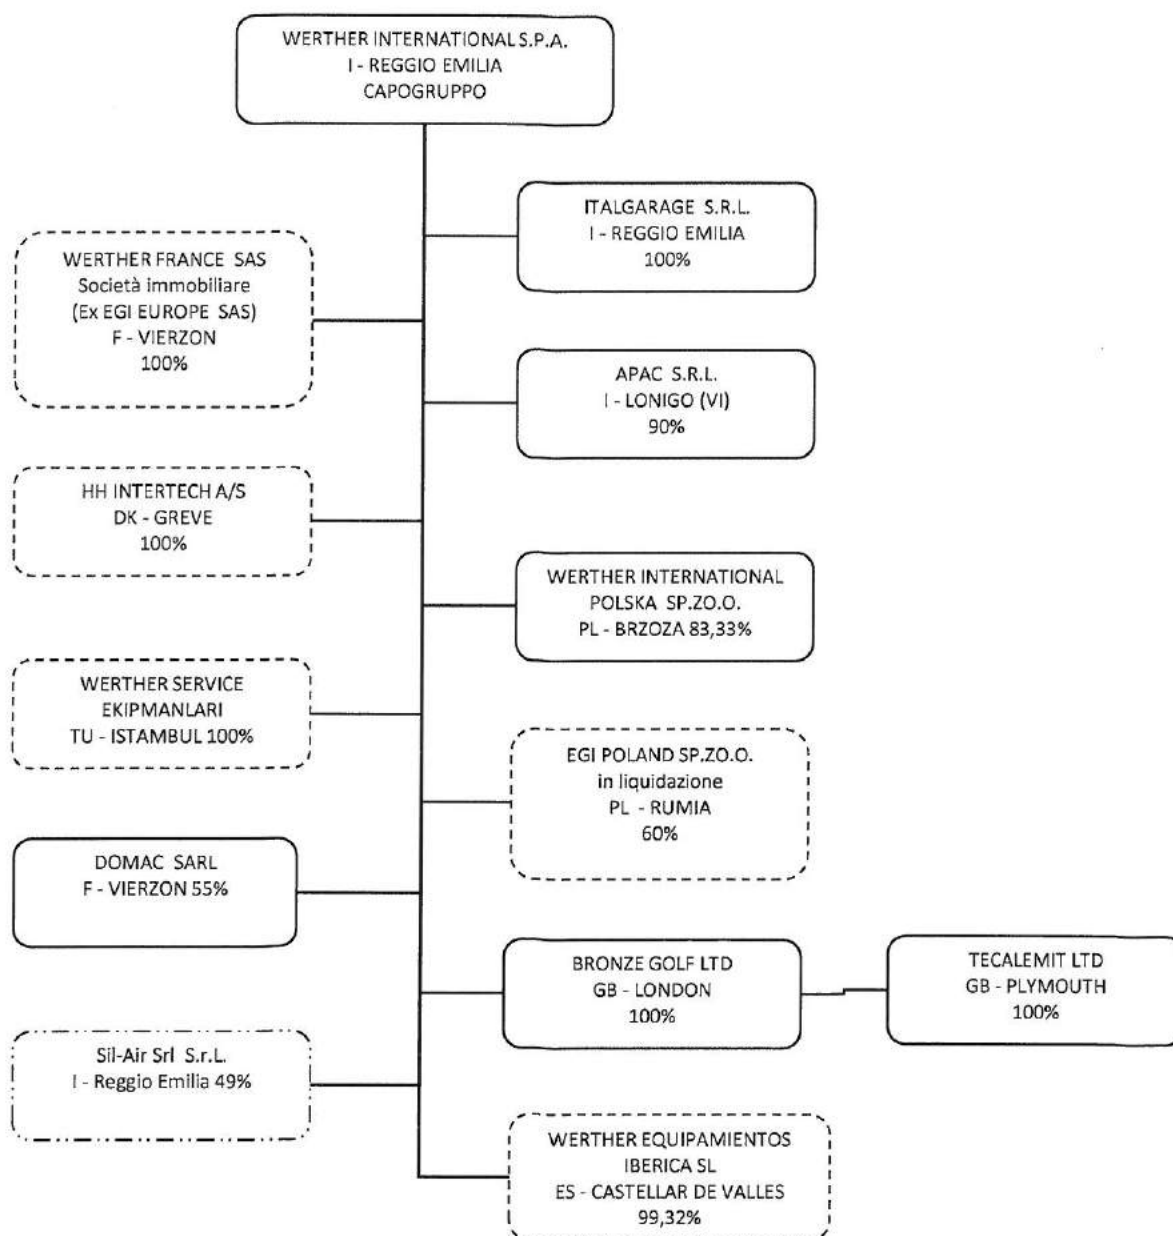 WERTHER INTERNATIONAL S.P.A.
I - REGGIO EMILIA
CAPOGRUPPO
ITALGARAGE S.R.L.
I - REGGIO EMILIA
100%
WERTHER FRANCE SAS
Società immobiliare
(Ex EGI EUROPE SAS)
F - VIERZON
100%
APAC S.R.L.
I - LONIGO (VI)
90%
HH INTERTECH A/S
DK - GREVE
100%
WERTHER INTERNATIONAL
POLSKA SP.ZO.O.
PL - BRZOZA 83,33%
WERTHER SERVICE
EKIPMANLARI
TU - ISTAMBUL 100%
EGI POLAND SP.ZO.O.
in liquidazione
PL - RUMIA
60%
DOMAC SARL
F - VIERZON 55%
BRONZE GOLF LTD
GB - LONDON
100%
TECALEMIT LTD
GB - PLYMOUTH
100%
Sil-Air Srl S.r.L.
I - Reggio Emilia 49%
WERTHER EQUIPAMIENTOS
IBERICA SL
ES - CASTELLAR DE VALLES
99,32%